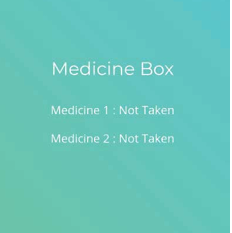 Medicine Box
Medicine 1 : Not Taken
Medicine 2 : Not Taken